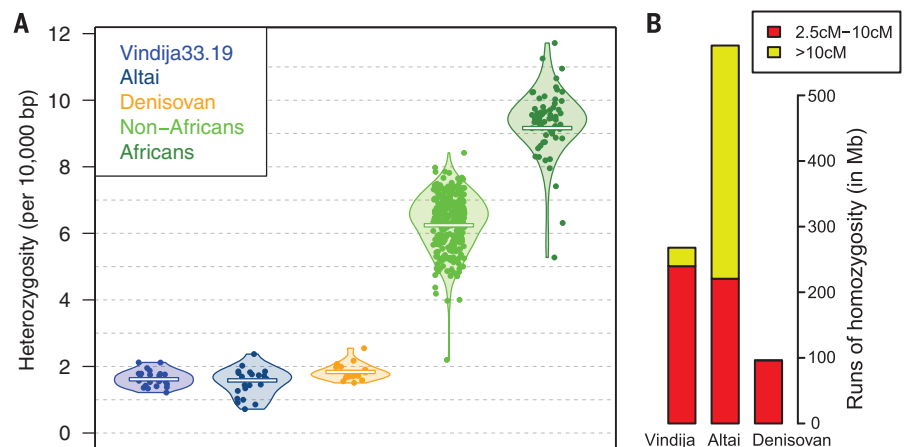 A
Heterozygosity (per 10,000 bp)
12
10
8
6
4
2
0
Vindija33.19
Altai
Denisovan
Non−Africans
Africans
B
2.5cM−10cM
>10cM
500
400
300
200
100
0
Runs of homozygosity (in Mb)
Vindija Altai Denisovan